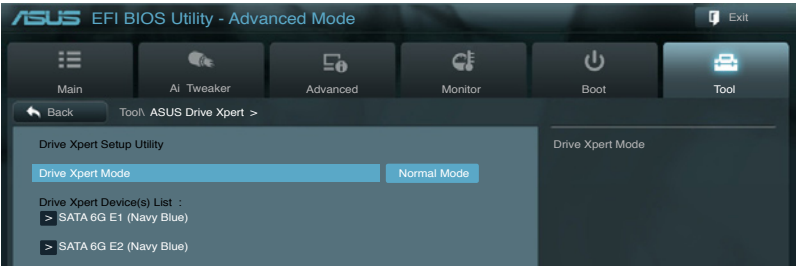 ASUS EFI BIOS Utility - Advanced Mode
Exit
Main
Ai Tweaker
Advanced
Monitor
Boot
Tool
Back
Tool\ ASUS Drive Xpert >
Drive Xpert Setup Utility
Drive Xpert Mode
Normal Mode
Drive Xpert Device(s) List :
> SATA 6G E1 (Navy Blue)
> SATA 6G E2 (Navy Blue)
Drive Xpert Mode